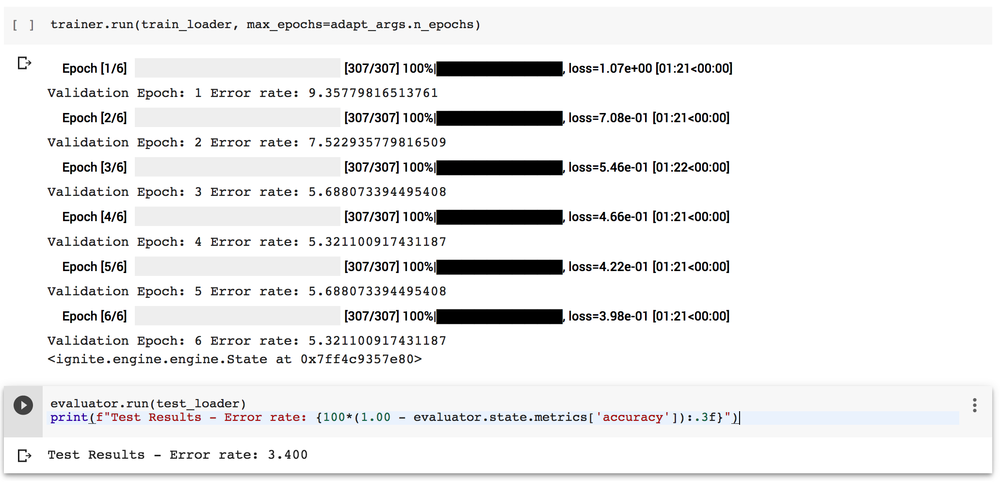 [ ] trainer.run(train_loader, max_epochs=adapt_args.n_epochs)
Epoch [1/6] [307/307] 100%| , loss=1.07e+00 [01:21<00:00]
Validation Epoch: 1 Error rate: 9.35779816513761
Epoch [2/6] [307/307] 100%| , loss=7.08e-01 [01:21<00:00]
Validation Epoch: 2 Error rate: 7.522935779816509
Epoch [3/6] [307/307] 100%| , loss=5.46e-01 [01:22<00:00]
Validation Epoch: 3 Error rate: 5.688073394495408
Epoch [4/6] [307/307] 100%| , loss=4.66e-01 [01:21<00:00]
Validation Epoch: 4 Error rate: 5.321100917431187
Epoch [5/6] [307/307] 100%| , loss=4.22e-01 [01:21<00:00]
Validation Epoch: 5 Error rate: 5.688073394495408
Epoch [6/6] [307/307] 100%| , loss=3.98e-01 [01:21<00:00]
Validation Epoch: 6 Error rate: 5.321100917431187
<ignite.engine.engine.State at 0x7ff4c9357e80>
evaluator.run(test_loader)
print(f"Test Results - Error rate: {100*(1.00 - evaluator.state.metrics['accuracy']):.3f}")
Test Results - Error rate: 3.400